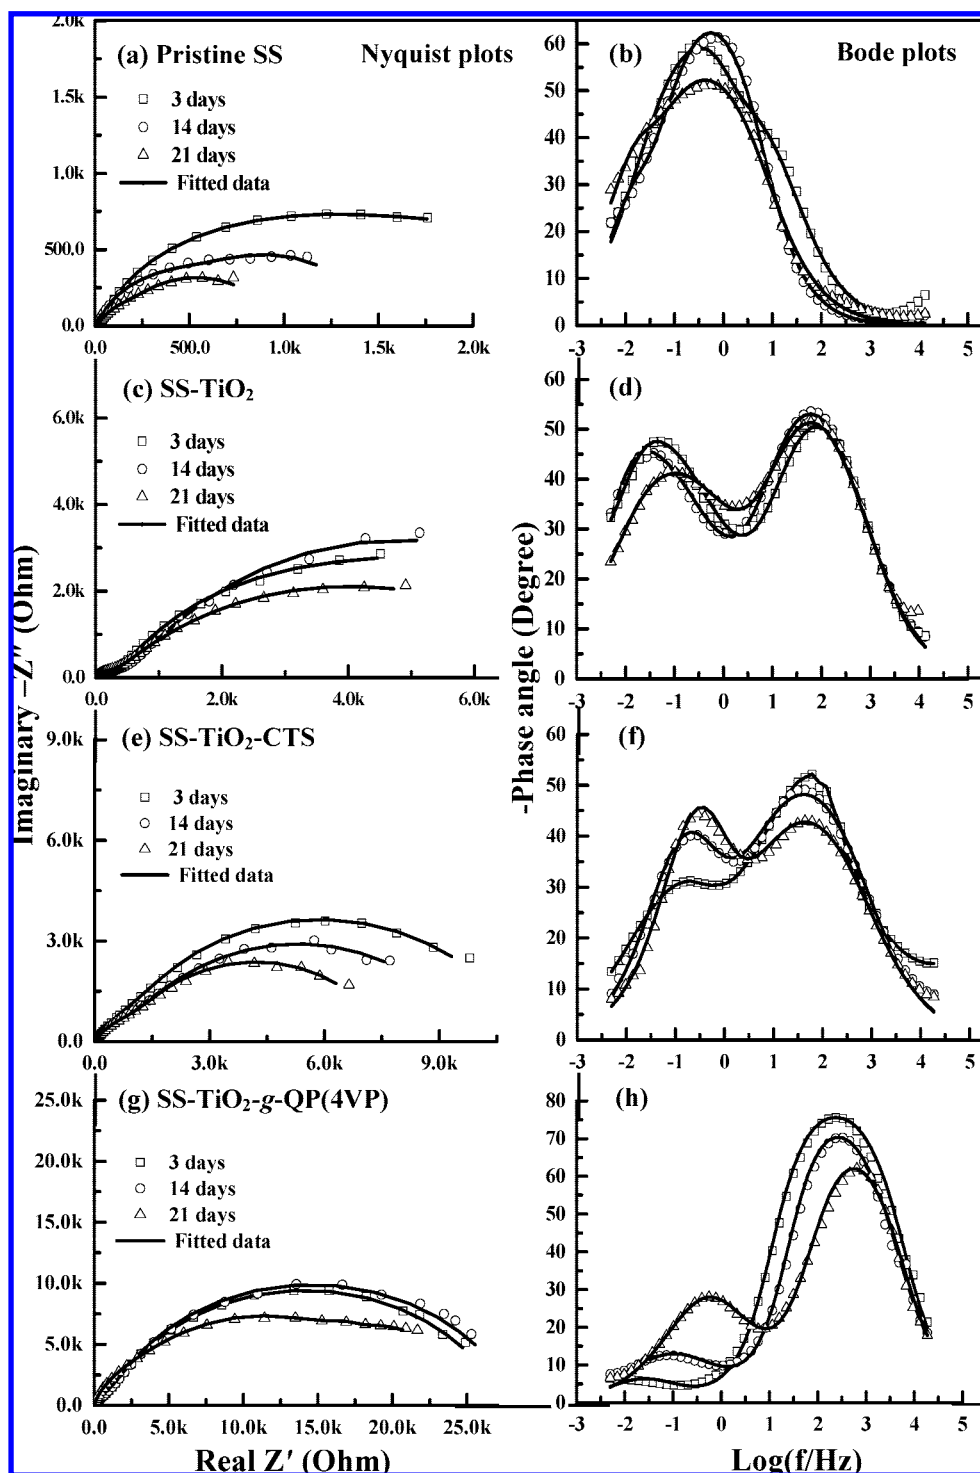 (a) Pristine SS
Nyquist plots
3 days
14 days
21 days
Fitted data
2.0k
1.5k
1.0k
500.0
0.0
0.0 500.0 1.0k 1.5k 2.0k
(b)
Bode plots
60
50
40
30
20
10
0
-3 -2 -1 0 1 2 3 4 5
(c) SS-TiO2
3 days
14 days
21 days
Fitted data
6.0k
4.0k
2.0k
0.0
0.0 2.0k 4.0k 6.0k
(d)
60
50
40
30
20
10
0
-3 -2 -1 0 1 2 3 4 5
Imaginary –Z″ (Ohm)
-Phase angle (Degree)
(e) SS-TiO2-CTS
3 days
14 days
21 days
Fitted data
9.0k
6.0k
3.0k
0.0
0.0 3.0k 6.0k 9.0k
(f)
60
50
40
30
20
10
0
-3 -2 -1 0 1 2 3 4 5
(g) SS-TiO2-g-QP(4VP)
3 days
14 days
21 days
Fitted data
25.0k
20.0k
15.0k
10.0k
5.0k
0.0
0.0 5.0k 10.0k 15.0k 20.0k 25.0k
Real Z′ (Ohm)
(h)
80
70
60
50
40
30
20
10
0
-3 -2 -1 0 1 2 3 4 5
Log(f/Hz)